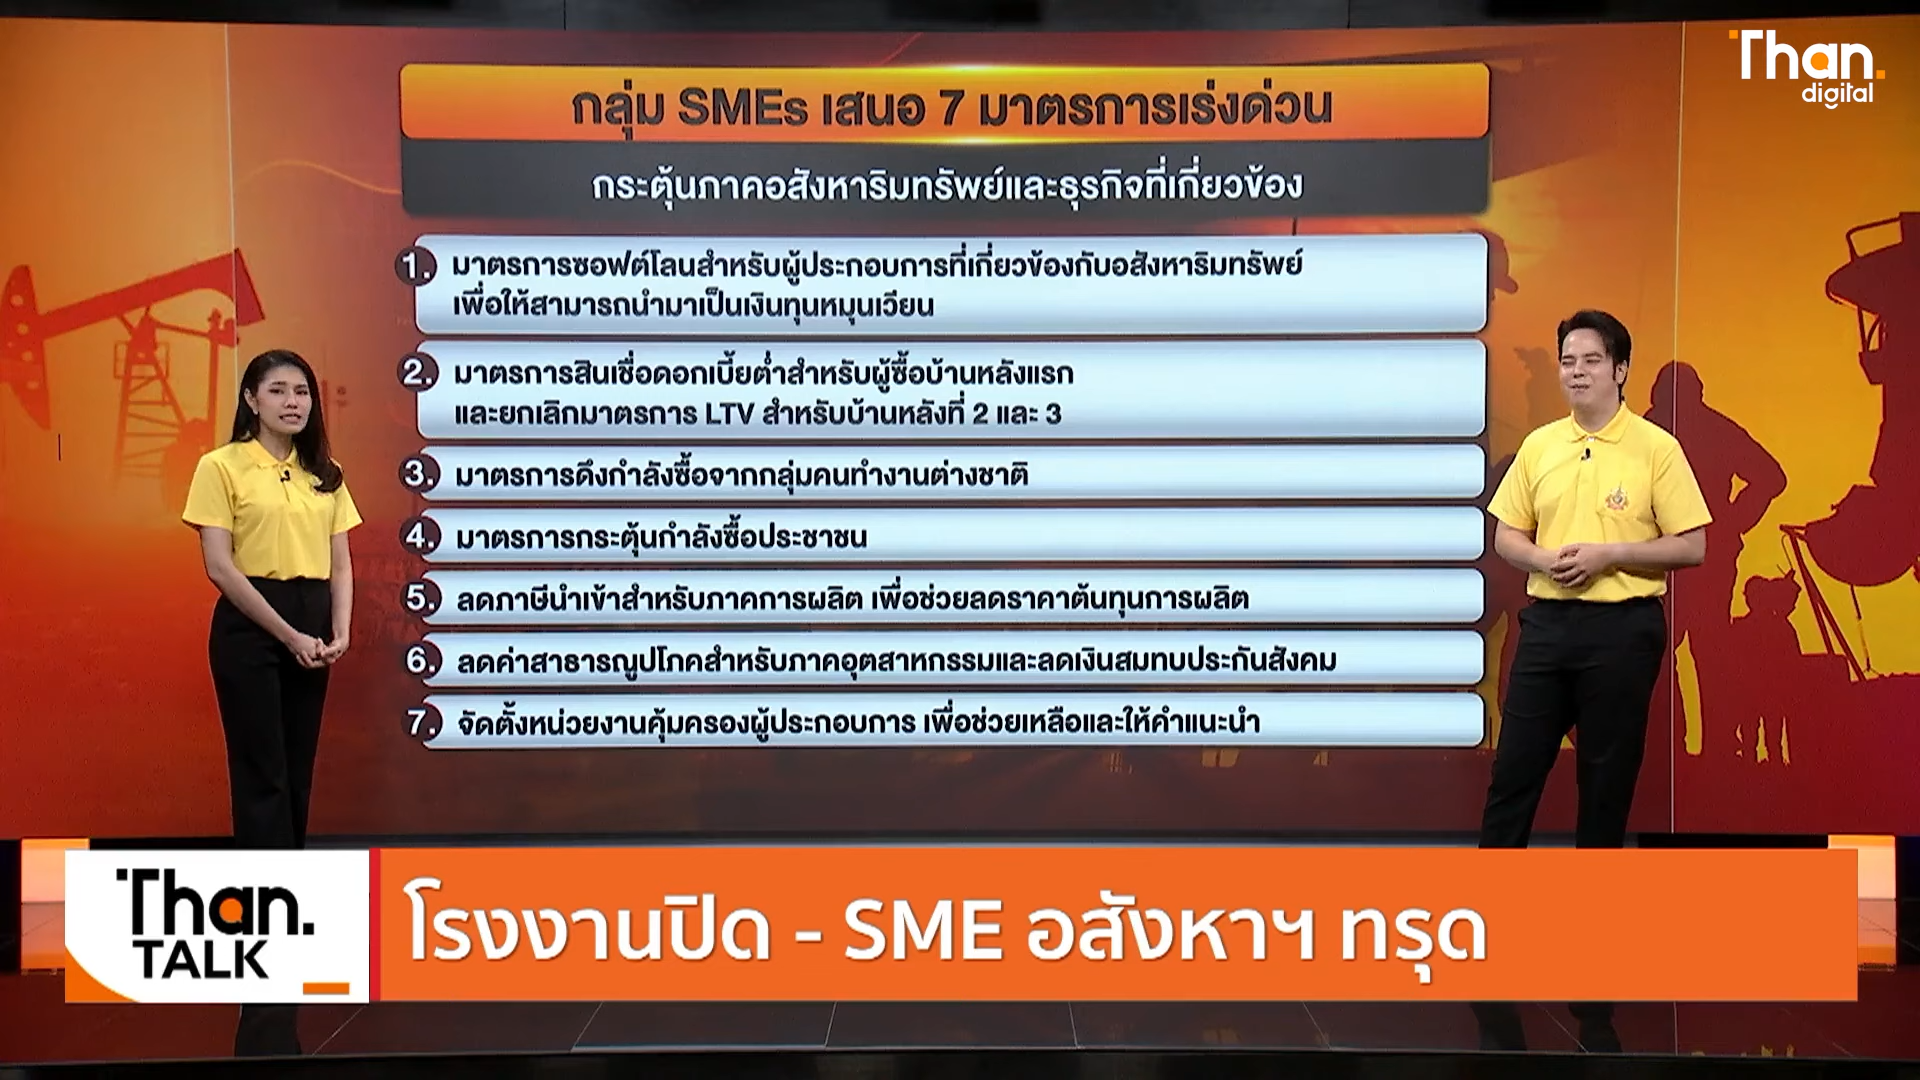 Than.
digital
กลุ่ม SMEs เสนอ 7 มาตรการเร่งด่วน
กระตุ้นภาคอสังหาริมทรัพย์และธุรกิจที่เกี่ยวข้อง
1. มาตรการซอฟต์โลนสำหรับผู้ประกอบการที่เกี่ยวข้องกับอสังหาริมทรัพย์
เพื่อให้สามารถนำมาเป็นเงินทุนหมุนเวียน
2. มาตรการสินเชื่อดอกเบี้ยต่ำสำหรับผู้ซื้อบ้านหลังแรก
และยกเลิกมาตรการ LTV สำหรับบ้านหลังที่ 2 และ 3
3. มาตรการดึงกำลังซื้อจากกลุ่มคนทำงานต่างชาติ
4. มาตรการกระตุ้นกำลังซื้อประชาชน
5. ลดภาษีนำเข้าสำหรับภาคการผลิต เพื่อช่วยลดราคาต้นทุนการผลิต
6. ลดค่าสาธารณูปโภคสำหรับภาคอุตสาหกรรมและลดเงินสมทบประกันสังคม
7. จัดตั้งหน่วยงานคุ้มครองผู้ประกอบการ เพื่อช่วยเหลือและให้คำแนะนำ
Than.
TALK
โรงงานปิด - SME อสังหาฯ ทรุด